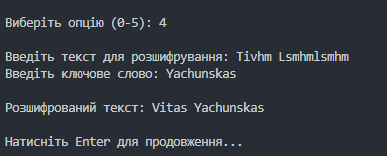 Виберіть опцію (0-5): 4
Введіть текст для розшифрування: Tivhm Lsmhmlsmhm
Введіть ключове слово: Yachunskas
Розшифрований текст: Vitas Yachunskas
Натисніть Enter для продовження...